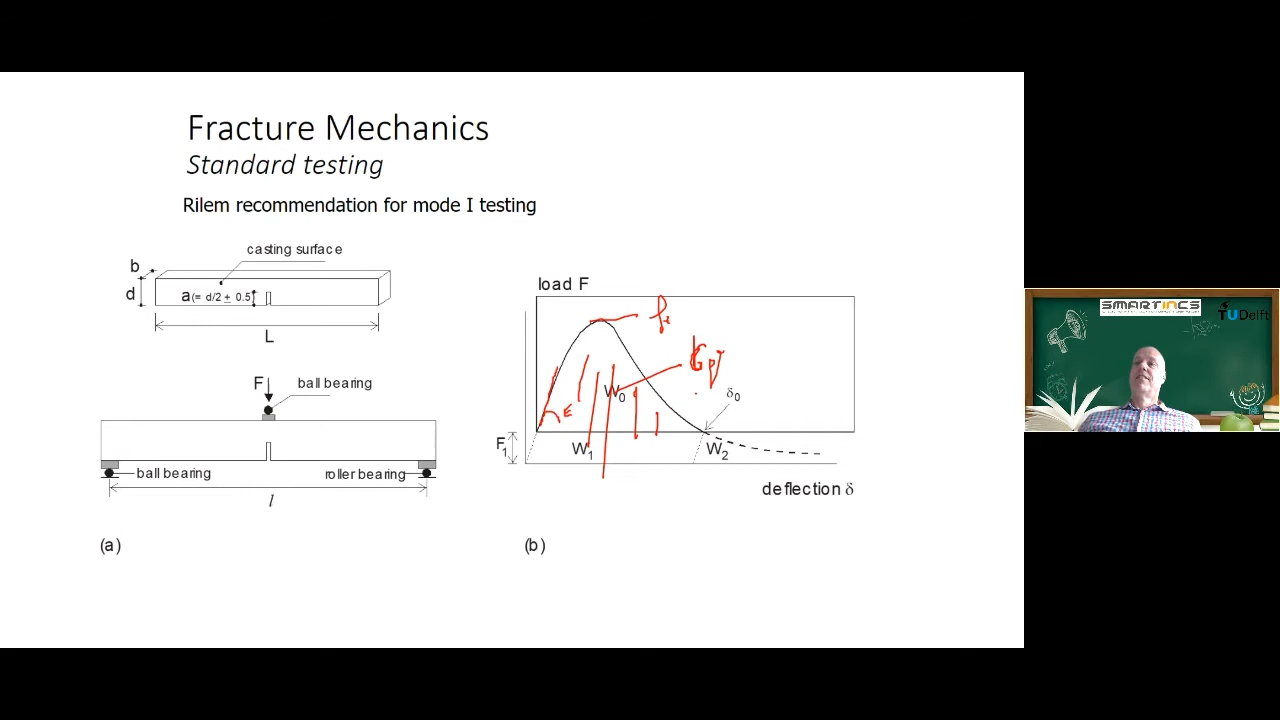 Fracture Mechanics
Standard testing
Rilem recommendation for mode I testing
casting surface
b
d
a(= d/2 ± 0.5)
L
F
ball bearing
ball bearing
roller bearing
l
(a)
load F
W0
δ0
E
F1
W1
W2
deflection δ
(b)
SMARTINCS
TUDelft